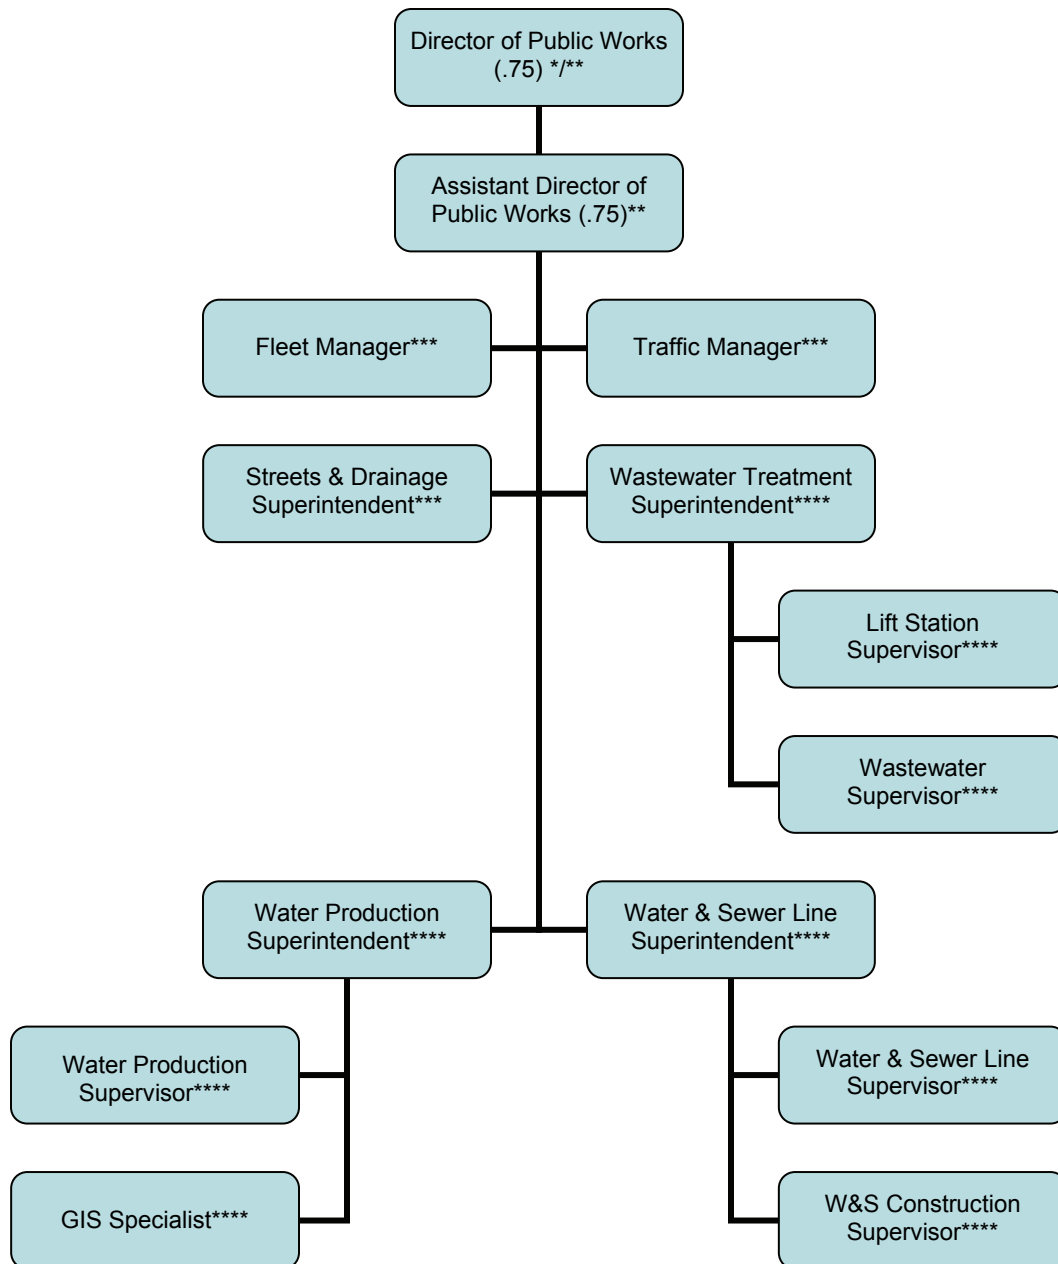 Director of Public Works
(.75) */**
Assistant Director of
Public Works (.75)**
Fleet Manager***
Traffic Manager***
Streets & Drainage
Superintendent***
Wastewater Treatment
Superintendent****
Lift Station
Supervisor****
Wastewater
Supervisor****
Water Production
Superintendent****
Water & Sewer Line
Superintendent****
Water Production
Supervisor****
Water & Sewer Line
Supervisor****
GIS Specialist****
W&S Construction
Supervisor****